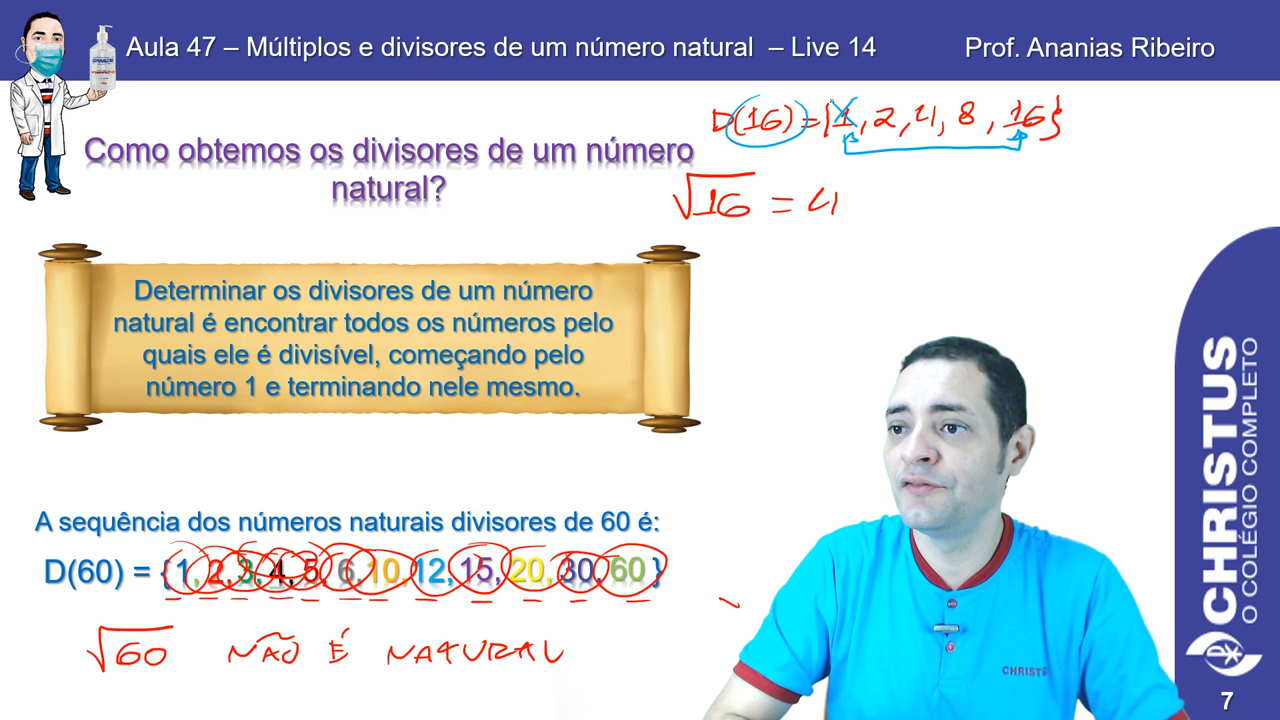 Aula 47 – Múltiplos e divisores de um número natural – Live 14
Prof. Ananias Ribeiro
D(16) = {1, 2, 4, 8, 16}
Como obtemos os divisores de um número
natural?
√16 = 4
Determinar os divisores de um número
natural é encontrar todos os números pelo
quais ele é divisível, começando pelo
número 1 e terminando nele mesmo.
A sequência dos números naturais divisores de 60 é:
D(60) = {1, 2, 3, 4, 5, 6, 10, 12, 15, 20, 30, 60}
√60 NÃO É NATURAL
CHRISTUS
O COLÉGIO COMPLETO
7